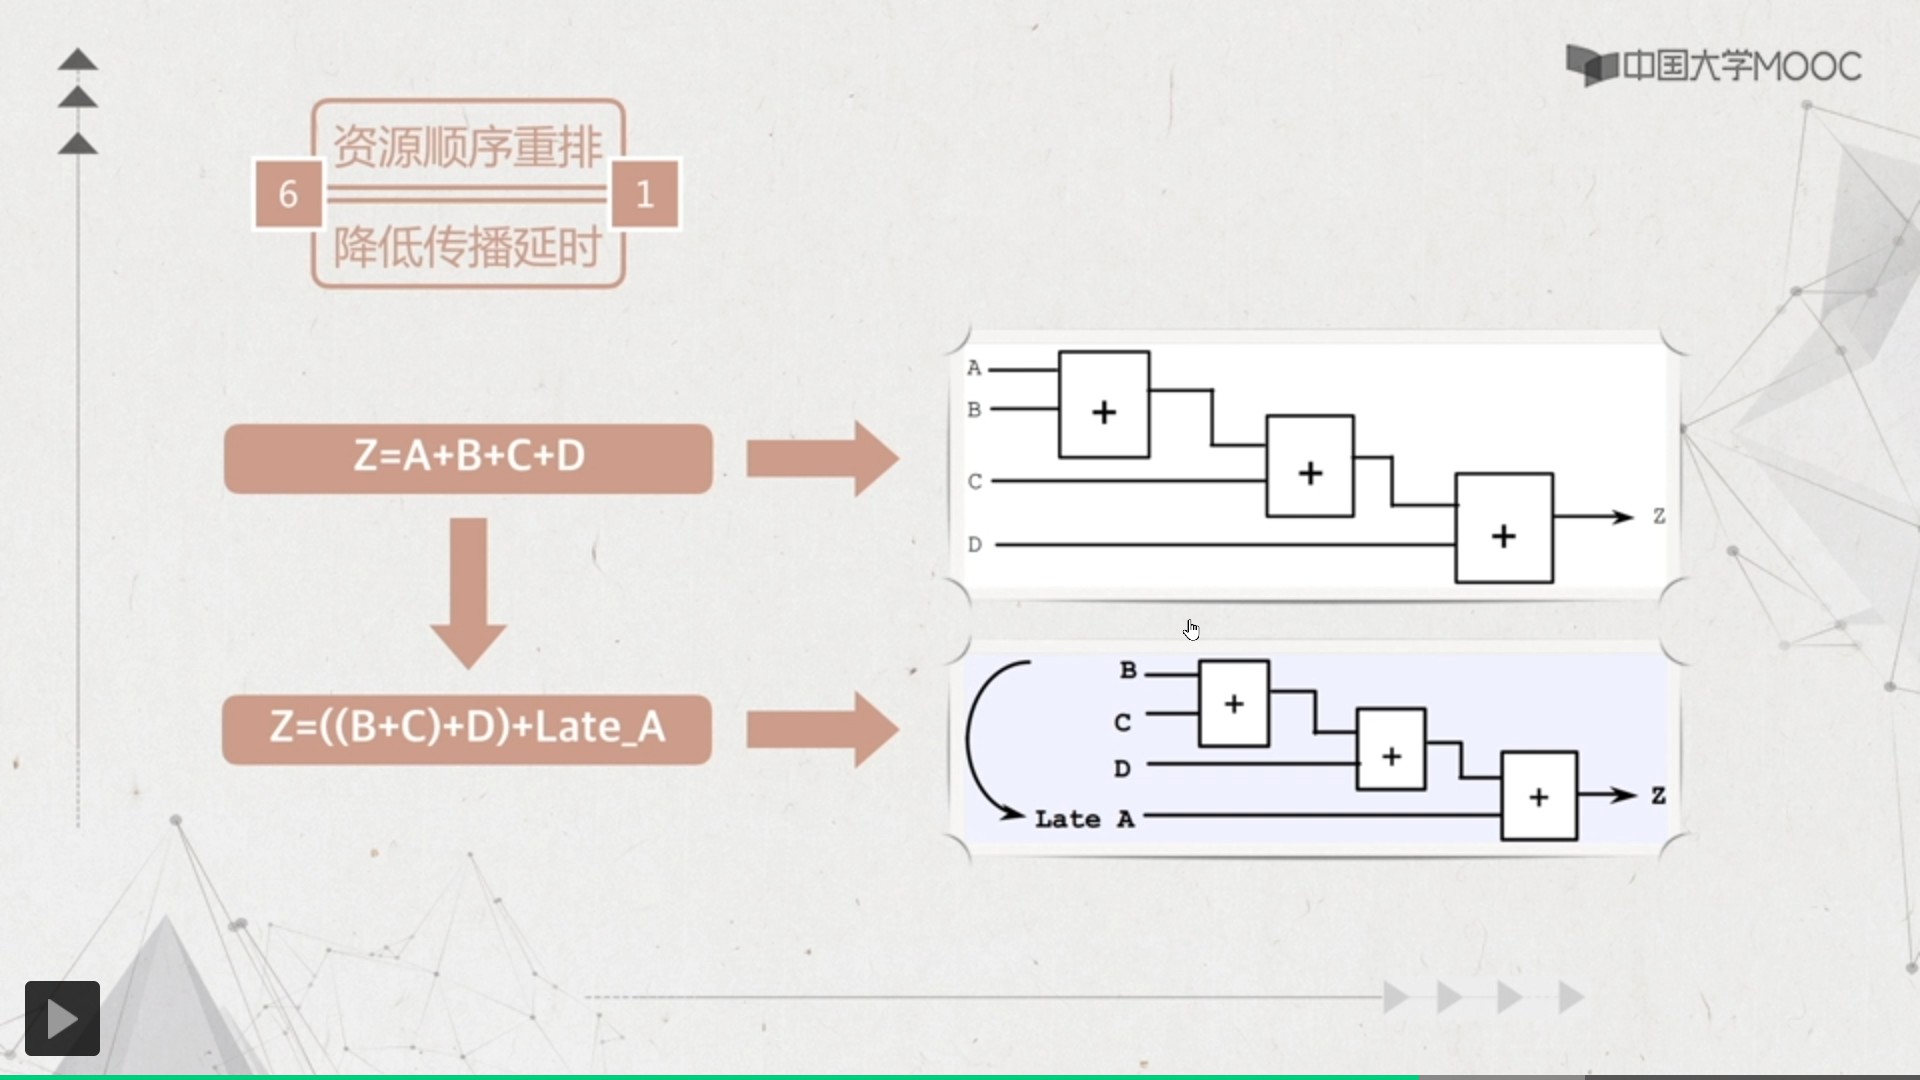 中国大学MOOC
资源顺序重排
6
1
降低传播延时
Z=A+B+C+D
A
B
+
C
+
D
+
Z
Z=((B+C)+D)+Late_A
B
+
C
D
+
Late A
+
Z